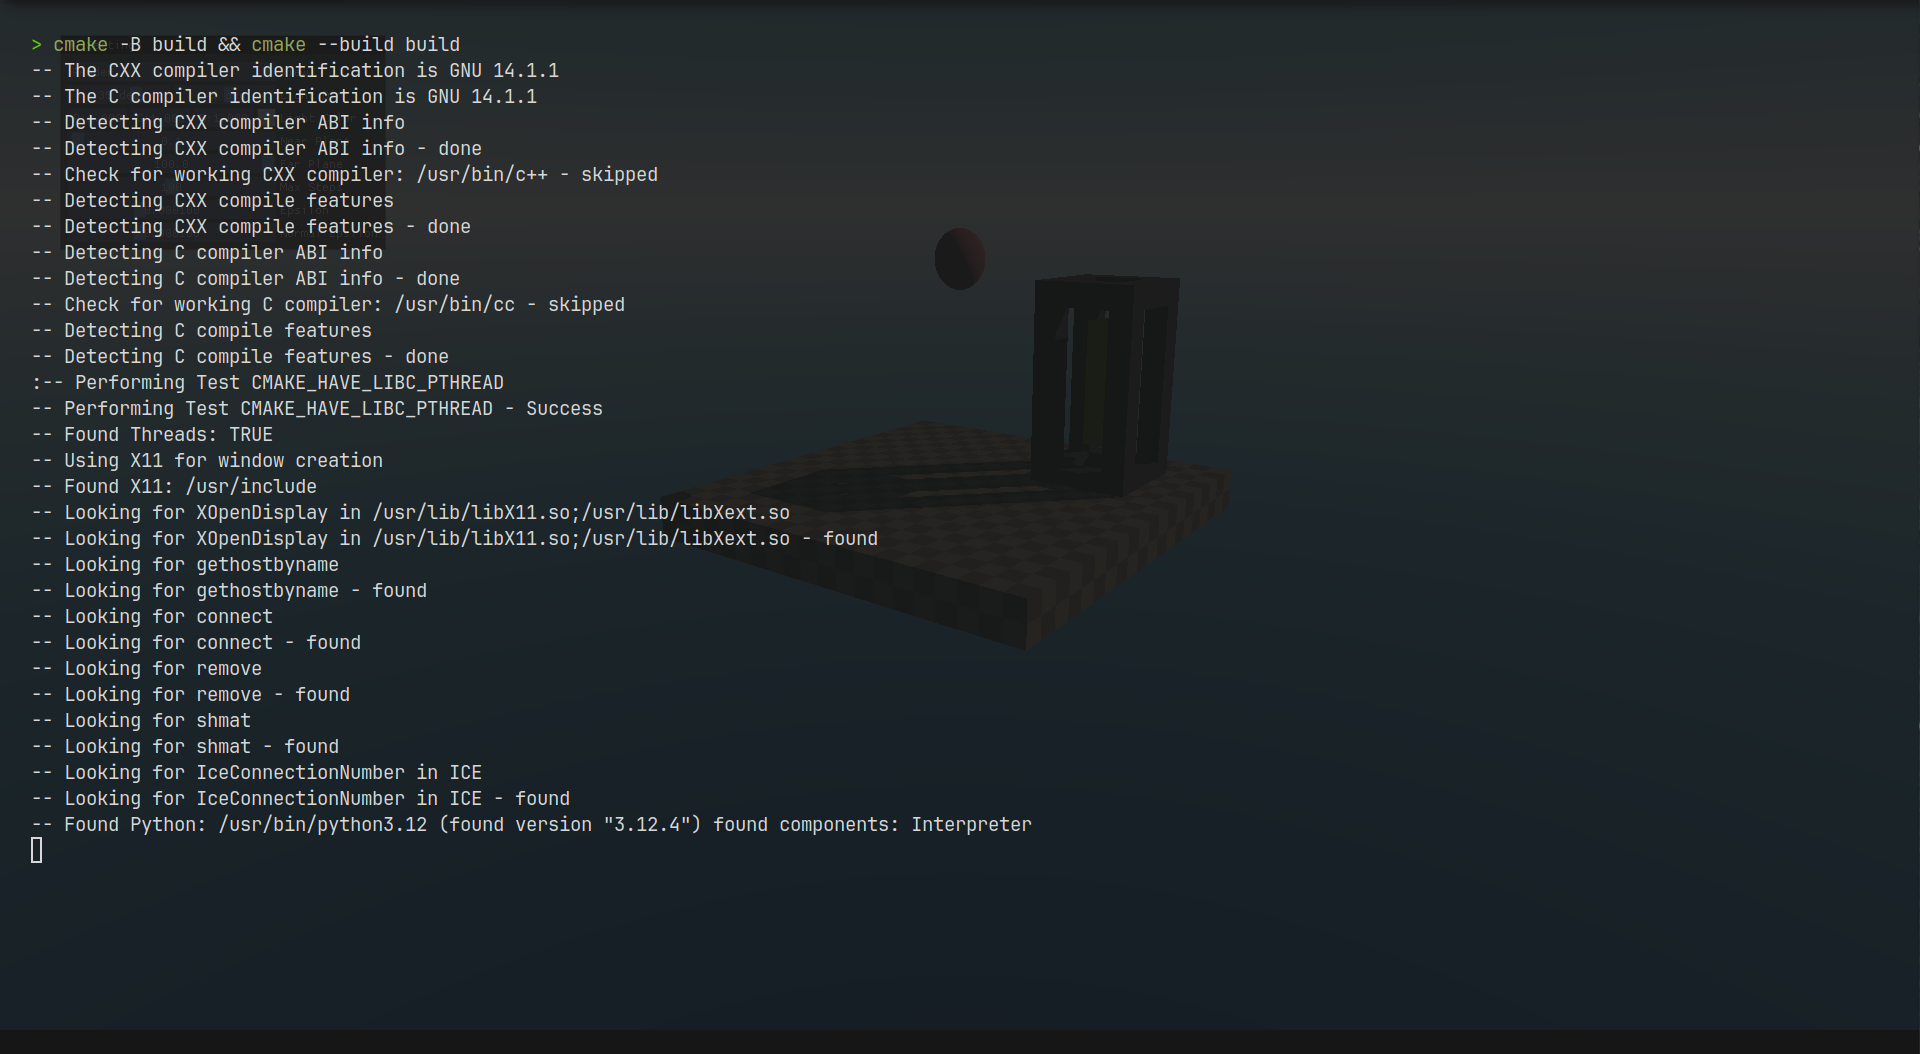 > cmake -B build && cmake --build build
-- The CXX compiler identification is GNU 14.1.1
-- The C compiler identification is GNU 14.1.1
-- Detecting CXX compiler ABI info
-- Detecting CXX compiler ABI info - done
-- Check for working CXX compiler: /usr/bin/c++ - skipped
-- Detecting CXX compile features
-- Detecting CXX compile features - done
-- Detecting C compiler ABI info
-- Detecting C compiler ABI info - done
-- Check for working C compiler: /usr/bin/cc - skipped
-- Detecting C compile features
-- Detecting C compile features - done
:-- Performing Test CMAKE_HAVE_LIBC_PTHREAD
-- Performing Test CMAKE_HAVE_LIBC_PTHREAD - Success
-- Found Threads: TRUE
-- Using X11 for window creation
-- Found X11: /usr/include
-- Looking for XOpenDisplay in /usr/lib/libX11.so;/usr/lib/libXext.so
-- Looking for XOpenDisplay in /usr/lib/libX11.so;/usr/lib/libXext.so - found
-- Looking for gethostbyname
-- Looking for gethostbyname - found
-- Looking for connect
-- Looking for connect - found
-- Looking for remove
-- Looking for remove - found
-- Looking for shmat
-- Looking for shmat - found
-- Looking for IceConnectionNumber in ICE
-- Looking for IceConnectionNumber in ICE - found
-- Found Python: /usr/bin/python3.12 (found version "3.12.4") found components: Interpreter
Far Plane
Max Steps
Epsilon